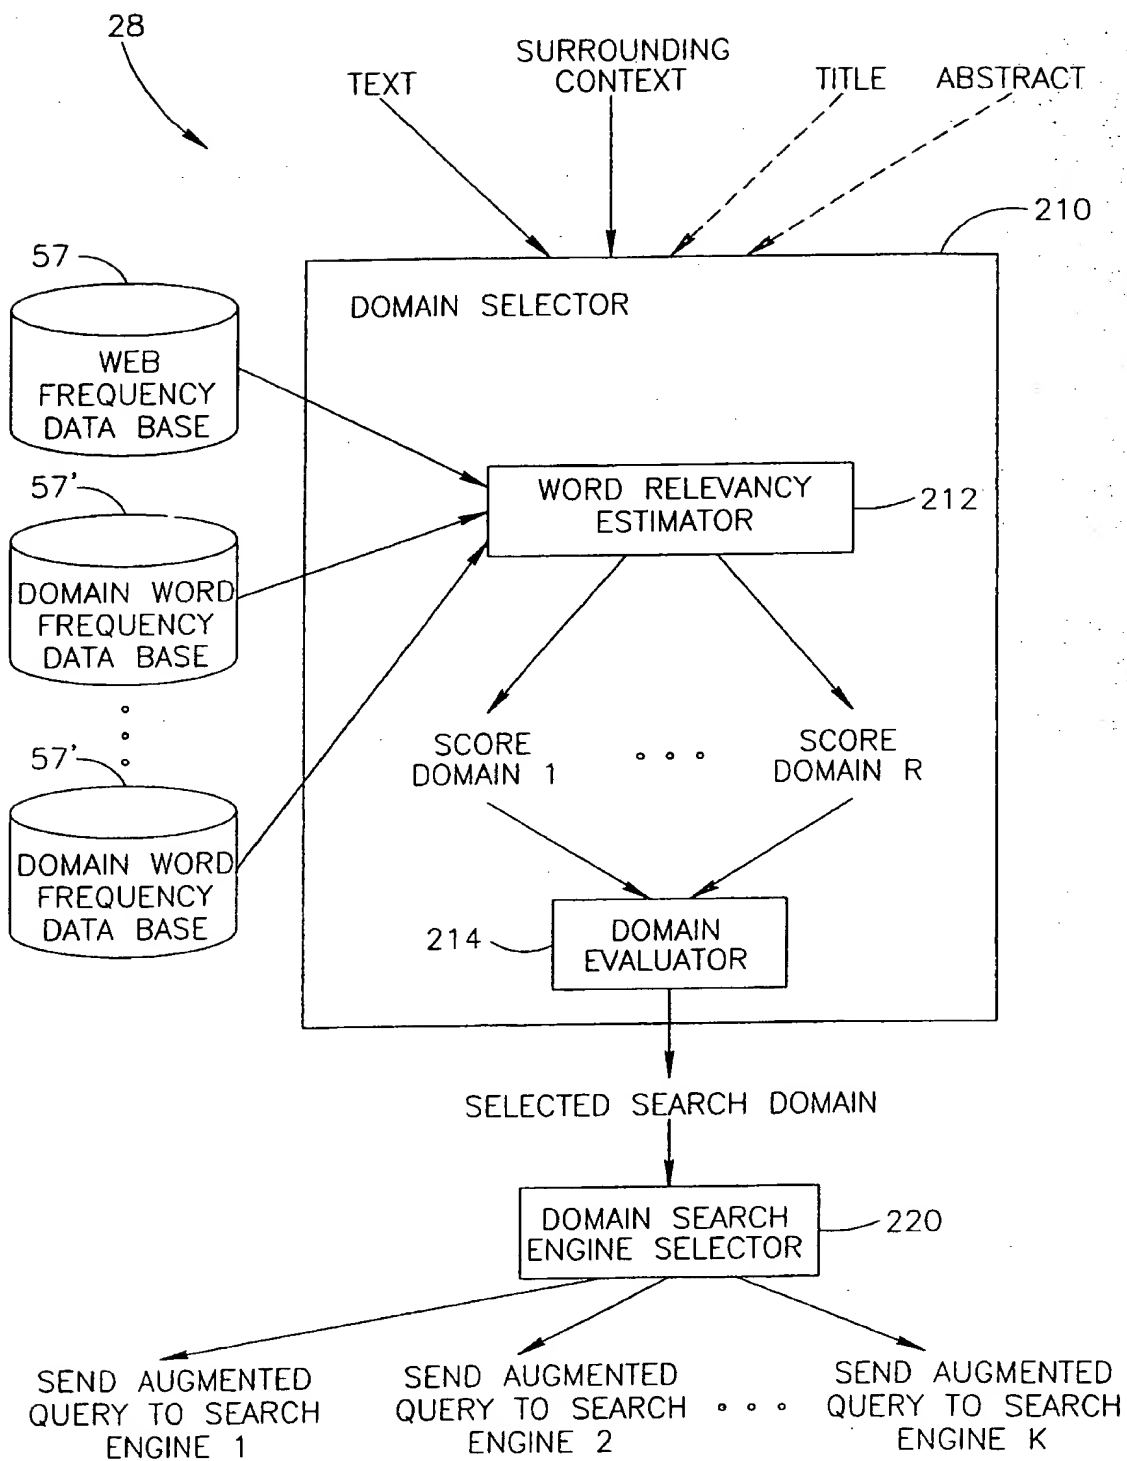 28
TEXT
SURROUNDING
CONTEXT
TITLE
ABSTRACT
210
57
DOMAIN SELECTOR
WEB
FREQUENCY
DATA BASE
57'
WORD RELEVANCY
ESTIMATOR
212
DOMAIN WORD
FREQUENCY
DATA BASE
57'
SCORE
DOMAIN 1
SCORE
DOMAIN R
DOMAIN WORD
FREQUENCY
DATA BASE
214
DOMAIN
EVALUATOR
SELECTED SEARCH DOMAIN
DOMAIN SEARCH
ENGINE SELECTOR
220
SEND AUGMENTED
QUERY TO SEARCH
ENGINE 1
SEND AUGMENTED
QUERY TO SEARCH
ENGINE 2
SEND AUGMENTED
QUERY TO SEARCH
ENGINE K